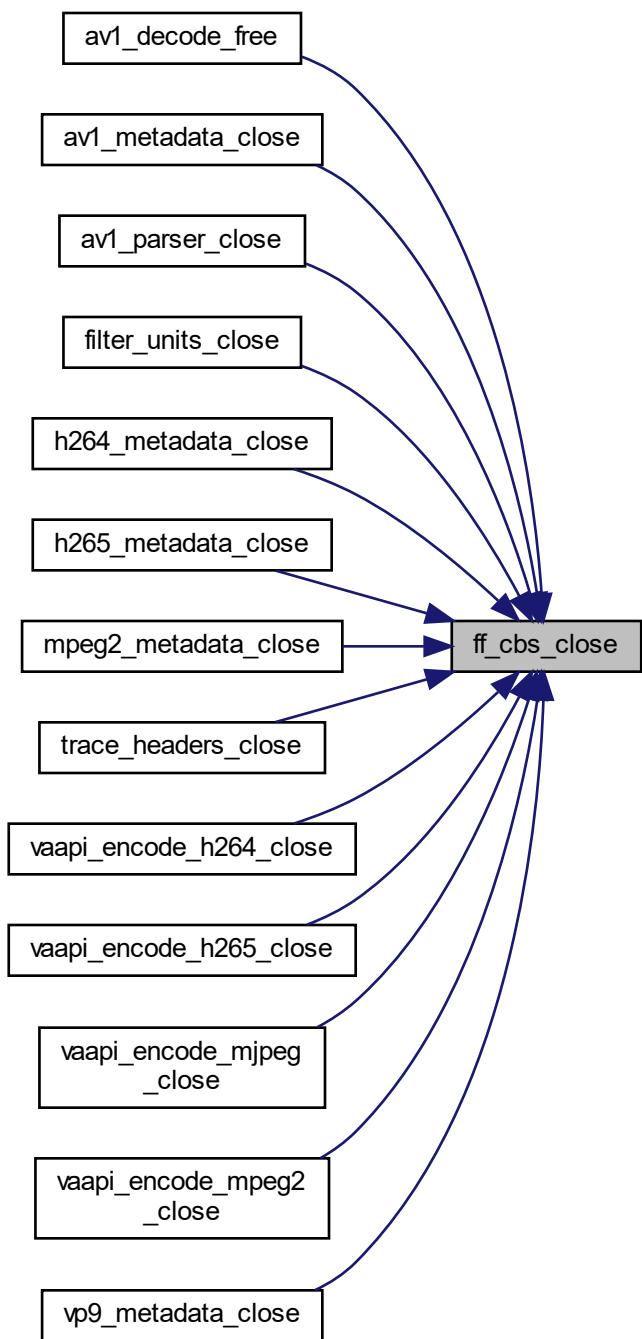 av1_decode_free
av1_metadata_close
av1_parser_close
filter_units_close
h264_metadata_close
h265_metadata_close
mpeg2_metadata_close
ff_cbs_close
trace_headers_close
vaapi_encode_h264_close
vaapi_encode_h265_close
vaapi_encode_mjpeg
_close
vaapi_encode_mpeg2
_close
vp9_metadata_close